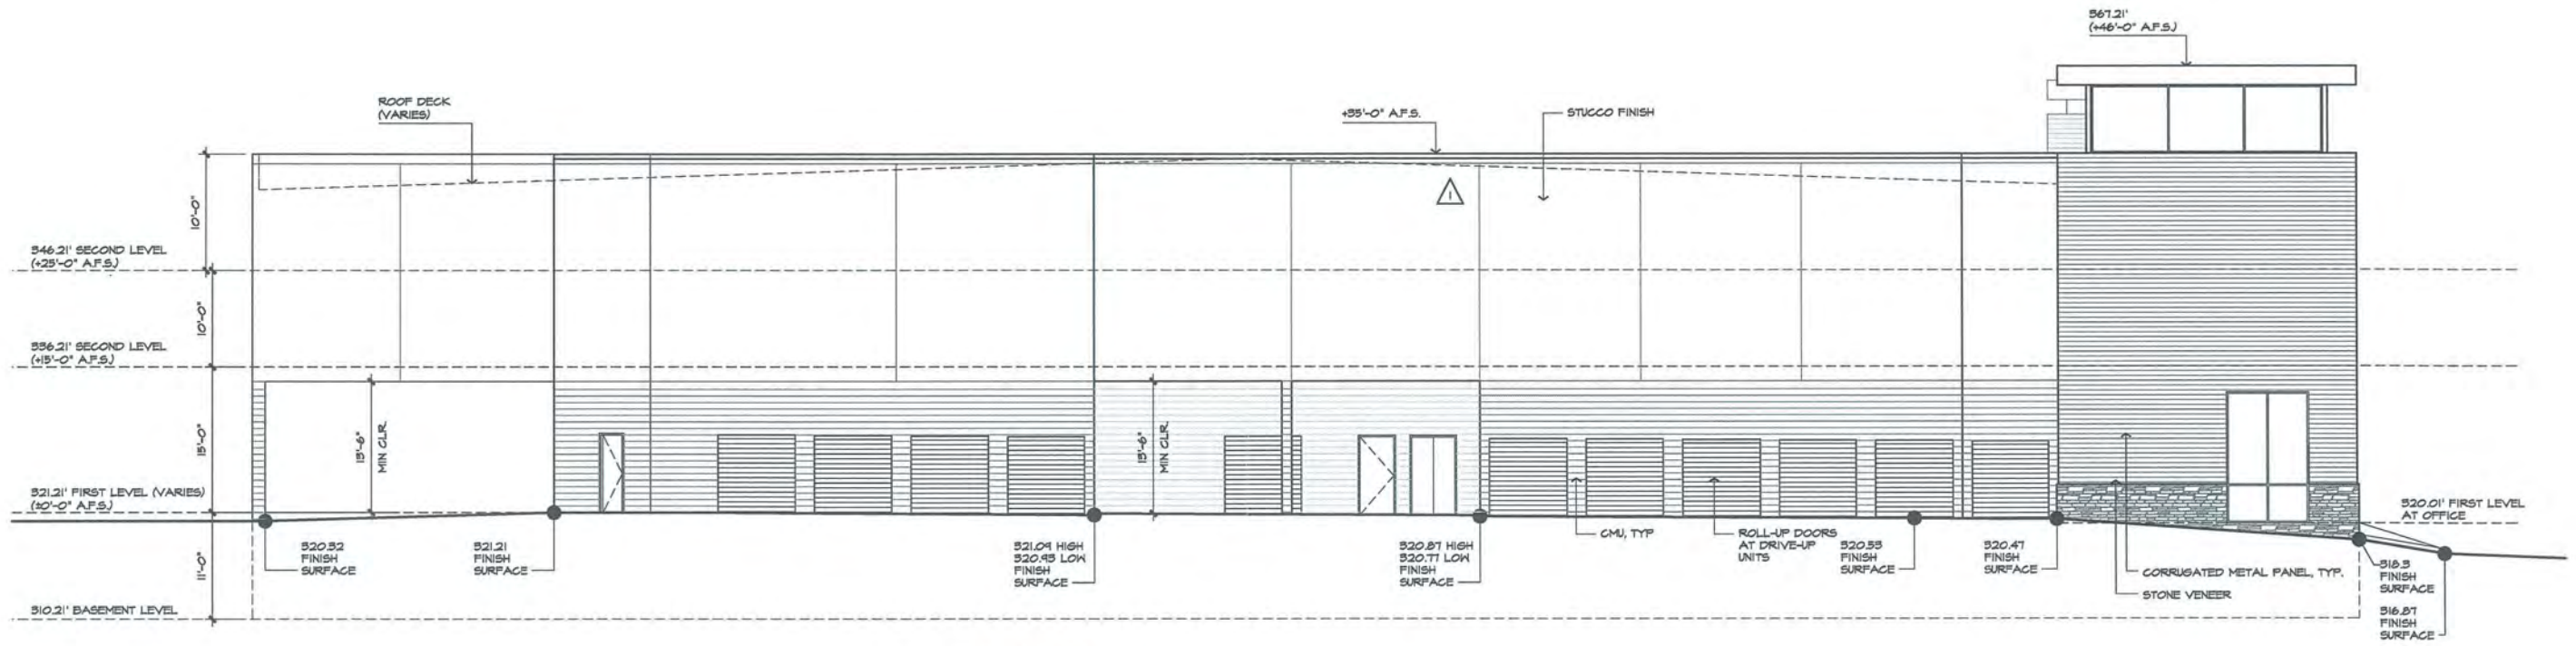 367.21'
(+46'-0" A.F.S.)
ROOF DECK
(VARIES)
+35'-0" A.F.S.
STUCCO FINISH
10'-0"
1
346.21' SECOND LEVEL
(+25'-0" A.F.S.)
10'-0"
336.21' SECOND LEVEL
(+15'-0" A.F.S.)
15'-0"
13'-6"
MIN CLR.
13'-6"
MIN CLR.
321.21' FIRST LEVEL (VARIES)
(±0'-0" A.F.S.)
320.01' FIRST LEVEL
AT OFFICE
11'-0"
320.32
FINISH
SURFACE
321.21
FINISH
SURFACE
321.09 HIGH
320.93 LOW
FINISH
SURFACE
320.87 HIGH
320.77 LOW
FINISH
SURFACE
CMU, TYP
ROLL-UP DOORS
AT DRIVE-UP
UNITS
320.53
FINISH
SURFACE
320.47
FINISH
SURFACE
CORRUGATED METAL PANEL, TYP.
STONE VENEER
318.3
FINISH
SURFACE
316.87
FINISH
SURFACE
310.21' BASEMENT LEVEL